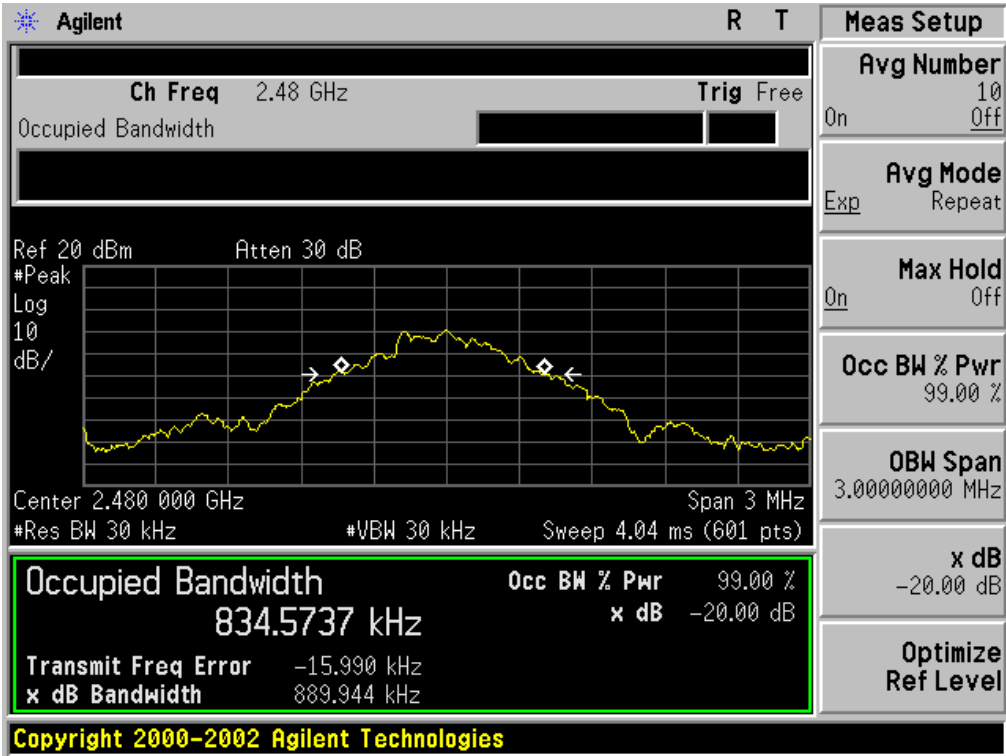 Agilent R T
Ch Freq 2.48 GHz Trig Free
Occupied Bandwidth
Ref 20 dBm Atten 30 dB
#Peak
Log
10
dB/
Center 2.480 000 GHz Span 3 MHz
#Res BW 30 kHz #VBW 30 kHz Sweep 4.04 ms (601 pts)
Occupied Bandwidth Occ BW % Pwr 99.00 %
834.5737 kHz x dB -20.00 dB
Transmit Freq Error -15.990 kHz
x dB Bandwidth 889.944 kHz
Copyright 2000-2002 Agilent Technologies
Meas Setup
Avg Number
10
On Off
Avg Mode
Exp Repeat
Max Hold
On Off
Occ BW % Pwr
99.00 %
OBW Span
3.00000000 MHz
x dB
-20.00 dB
Optimize
Ref Level